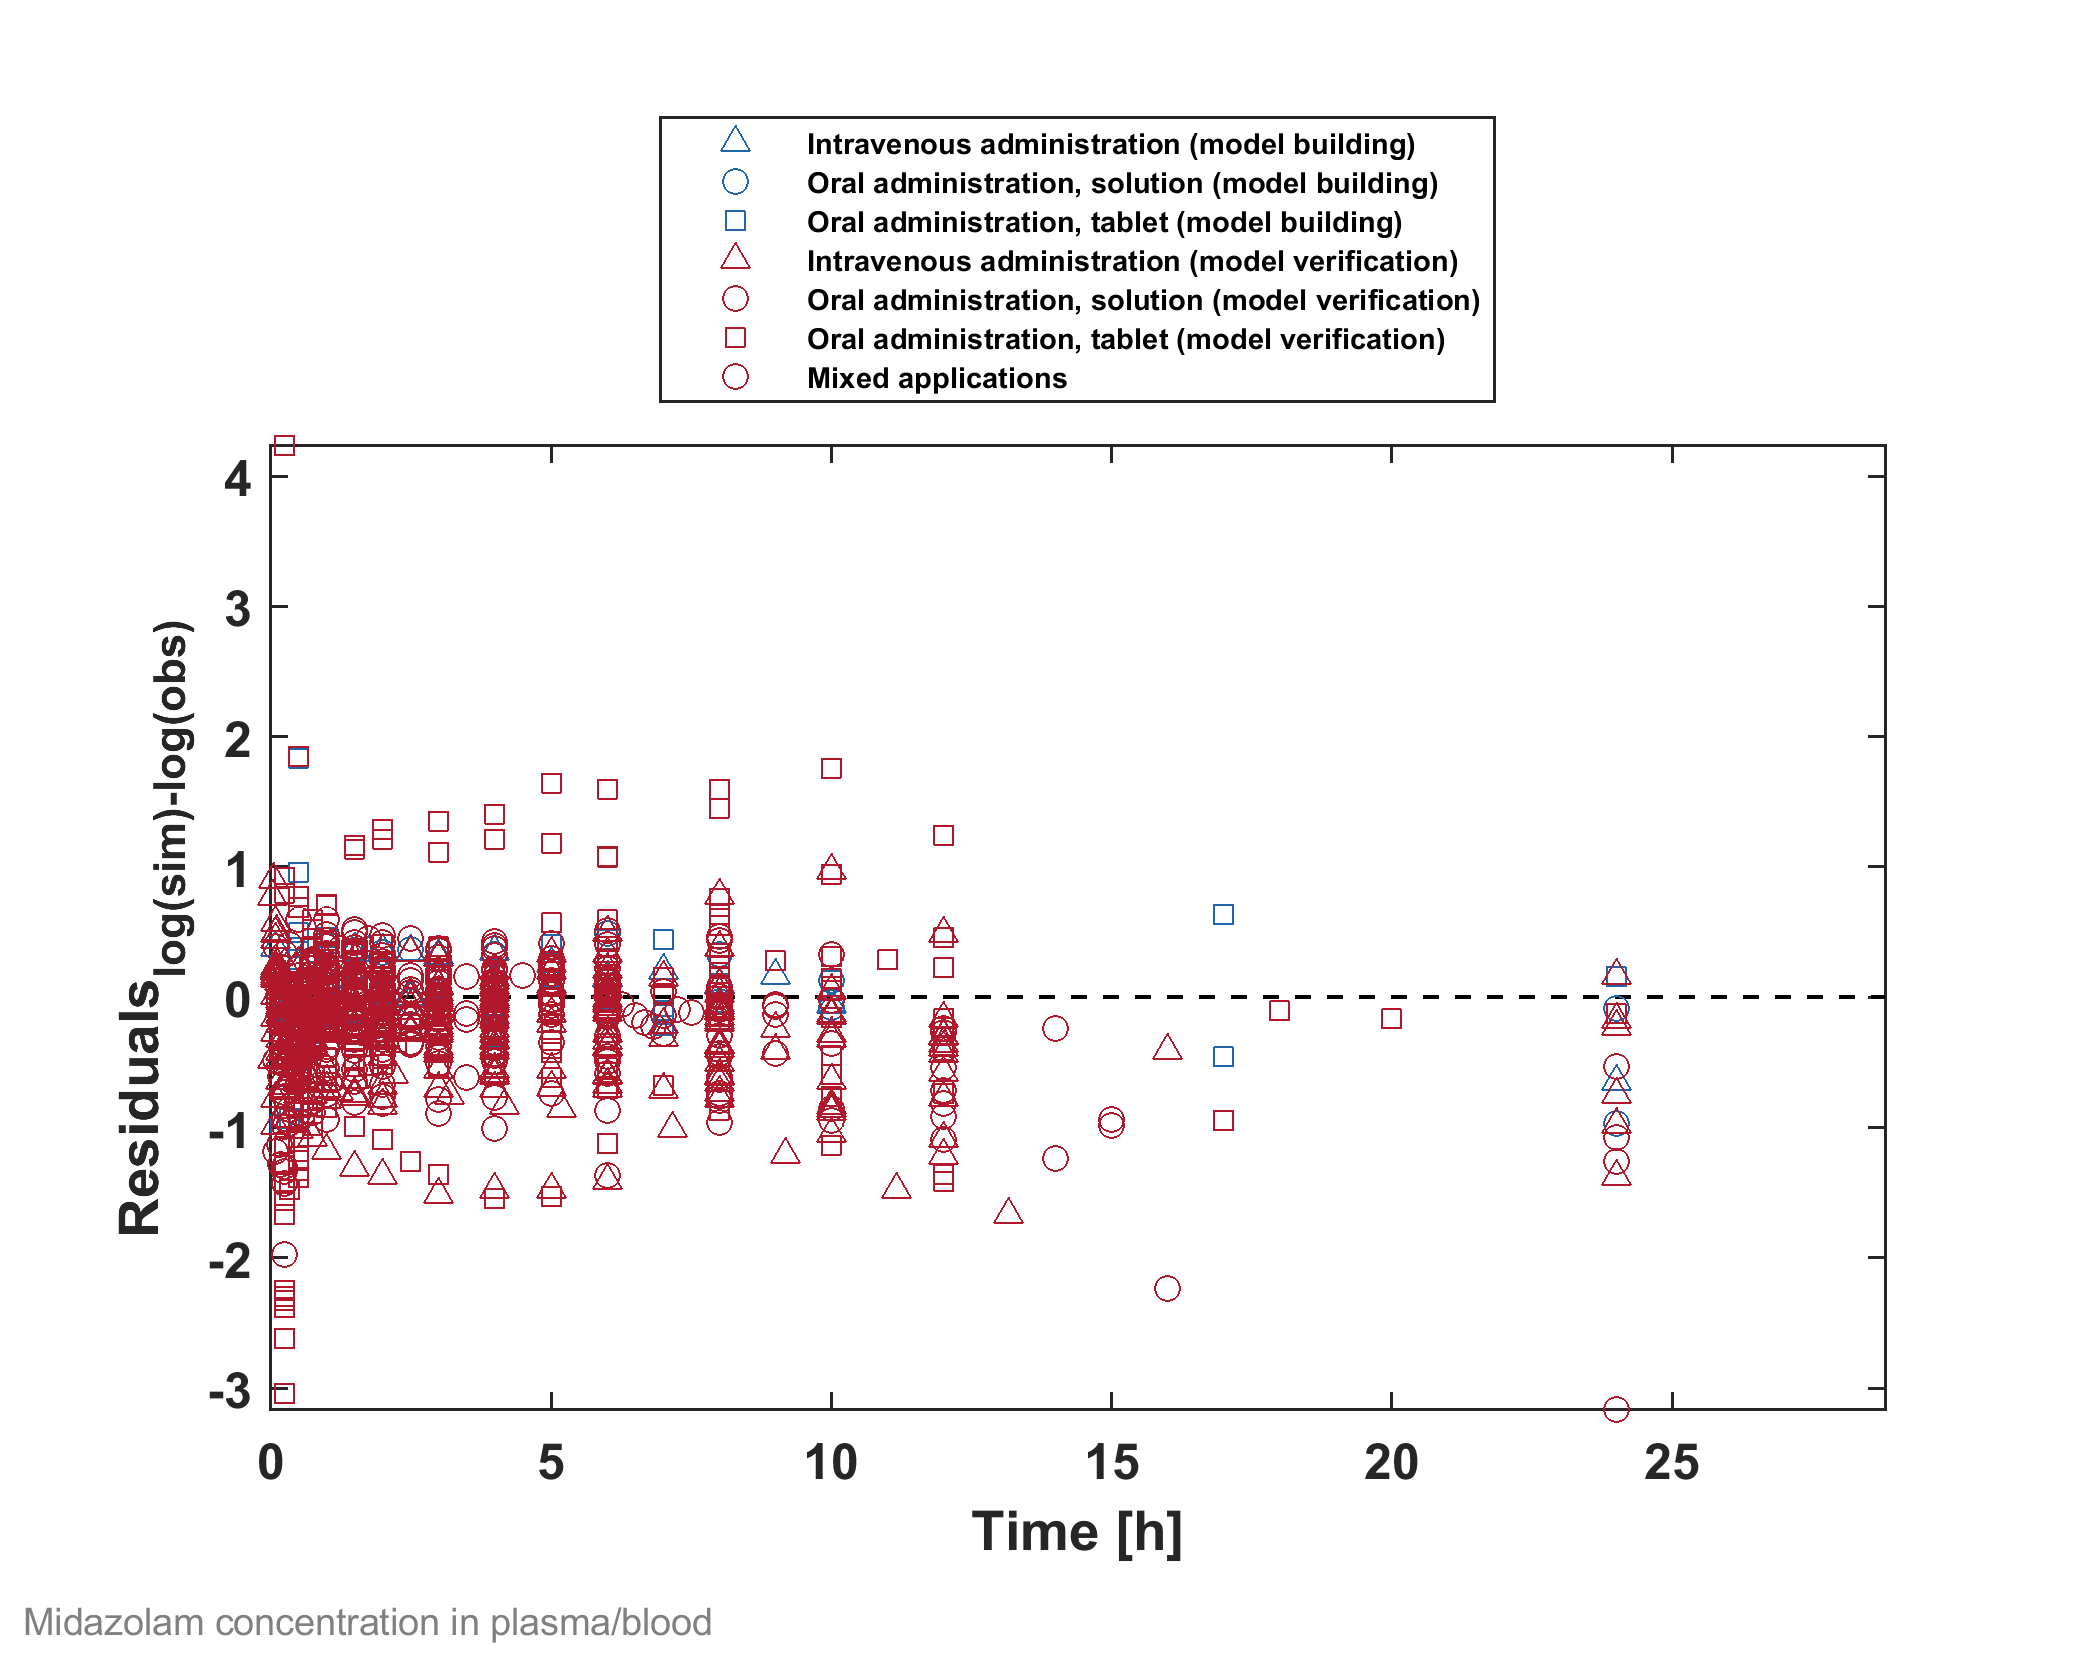 Intravenous administration (model building)
Oral administration, solution (model building)
Oral administration, tablet (model building)
Intravenous administration (model verification)
Oral administration, solution (model verification)
Oral administration, tablet (model verification)
Mixed applications
4
3
2
1
0
-1
-2
-3
Residuals log(sim)-log(obs)
0 5 10 15 20 25
Time [h]
Midazolam concentration in plasma/blood